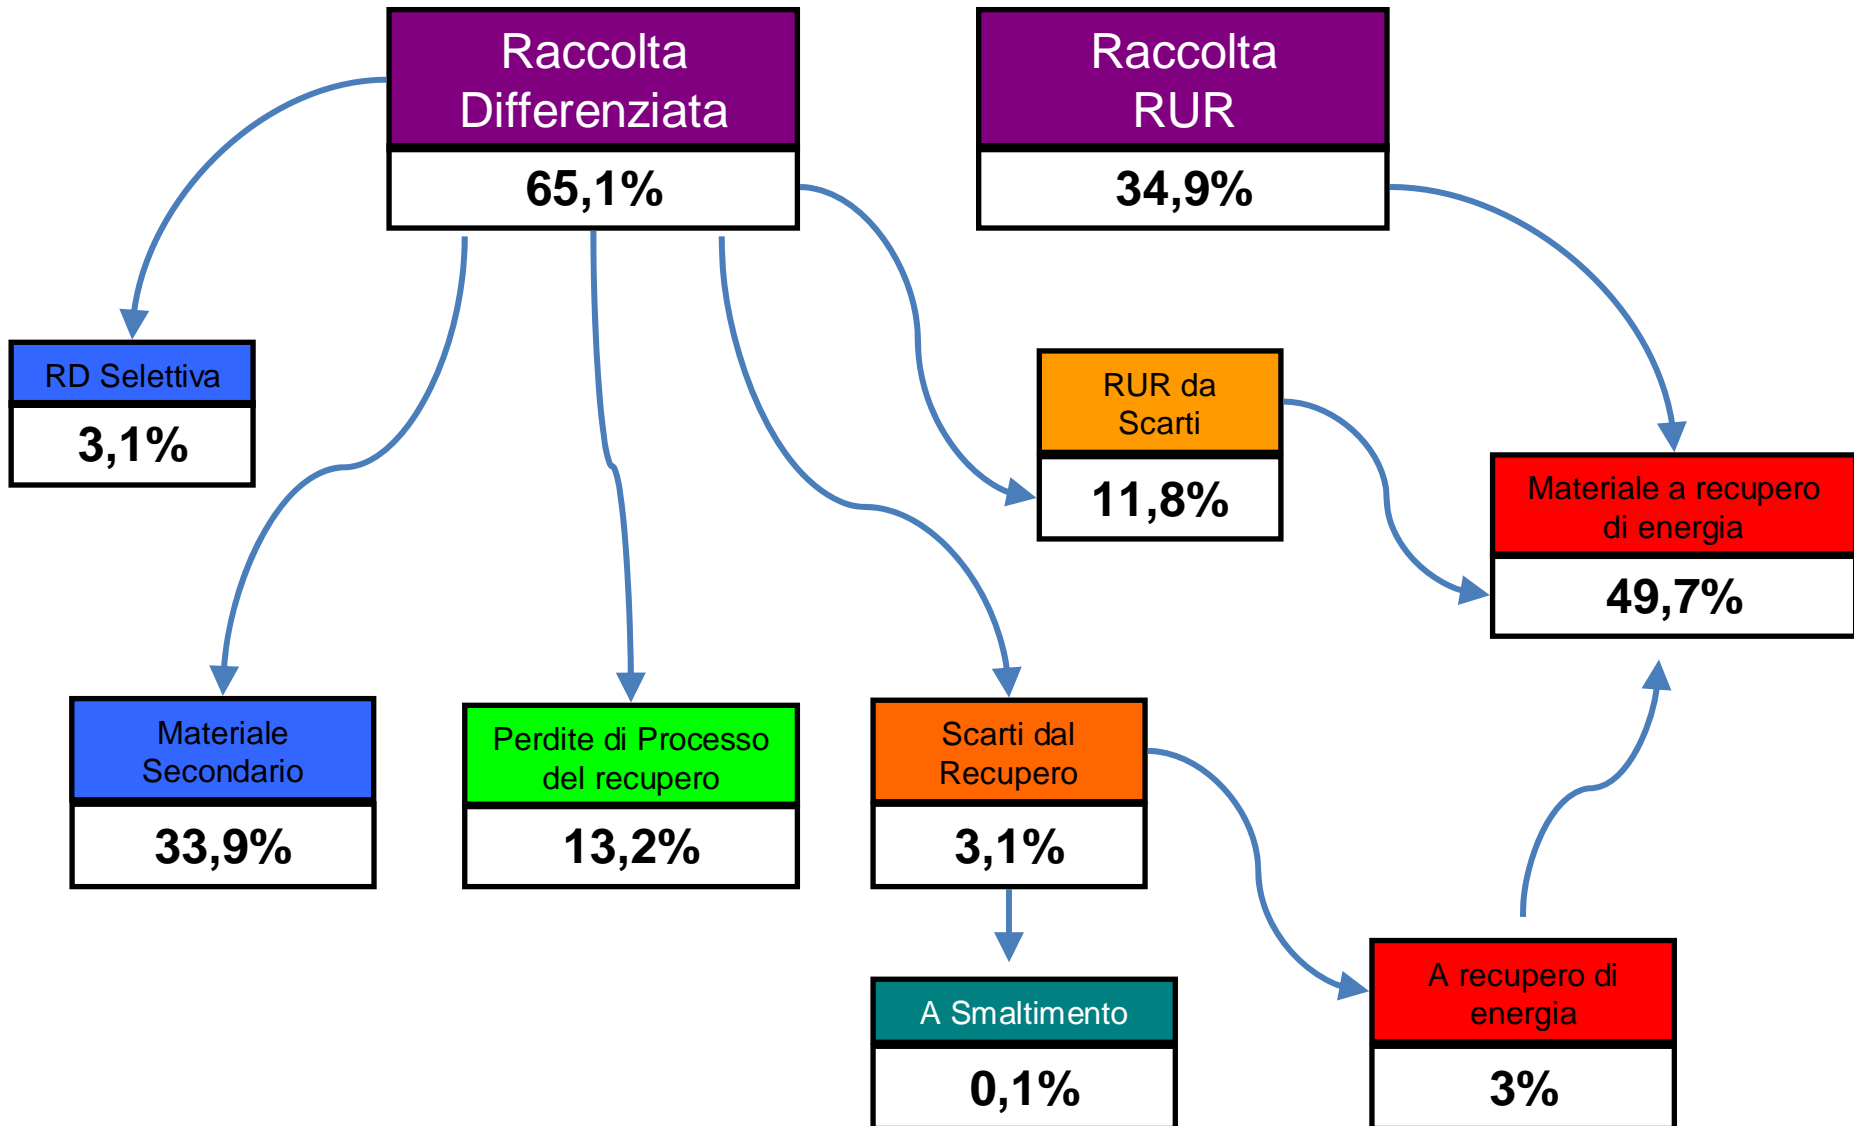 Raccolta
Differenziata
65,1%
Raccolta
RUR
34,9%
RD Selettiva
3,1%
RUR da
Scarti
11,8%
Materiale a recupero
di energia
49,7%
Materiale
Secondario
33,9%
Perdite di Processo
del recupero
13,2%
Scarti dal
Recupero
3,1%
A Smaltimento
0,1%
A recupero di
energia
3%